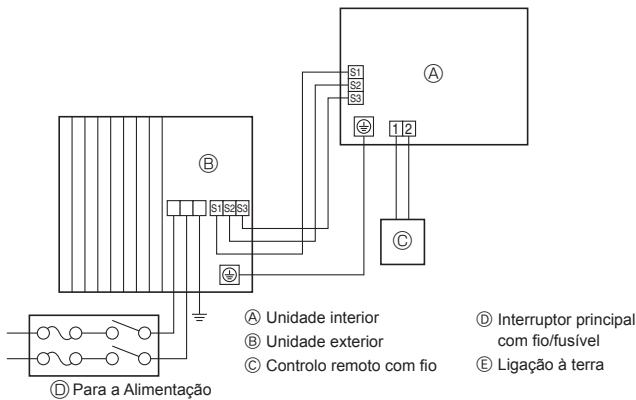 Ⓐ
S1
S2
S3
1 2
Ⓑ
S1 S2 S3
Ⓒ
Ⓓ Para a Alimentação
Ⓐ Unidade interior
Ⓑ Unidade exterior
Ⓒ Controlo remoto com fio
Ⓓ Interruptor principal
com fio/fusível
Ⓔ Ligação à terra